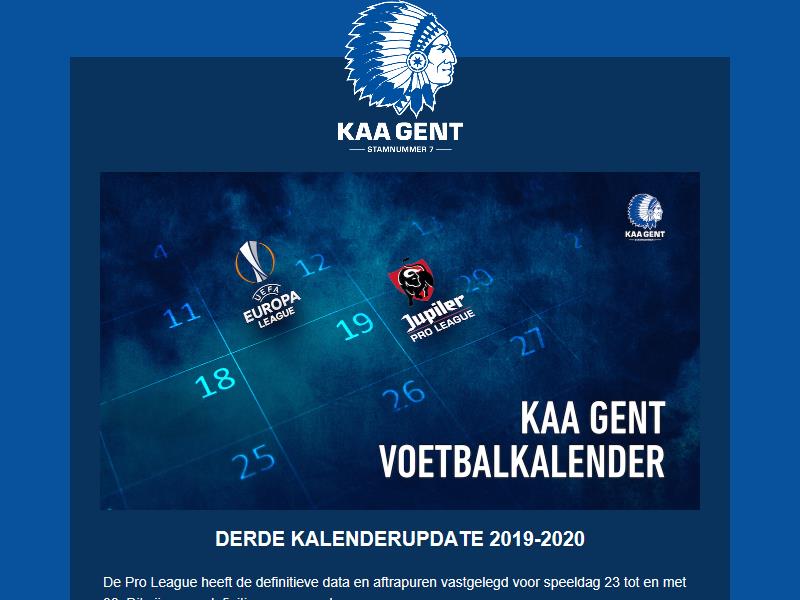 KAA GENT
STAMNUMMER 7
KAA GENT
4
11
12
18
19
20
25
26
27
UEFA
EUROPA
LEAGUE
Jupiler
PRO LEAGUE
KAA GENT
VOETBALKALENDER
DERDE KALENDERUPDATE 2019-2020
De Pro League heeft de definitieve data en aftrapuren vastgelegd voor speeldag 23 tot en met